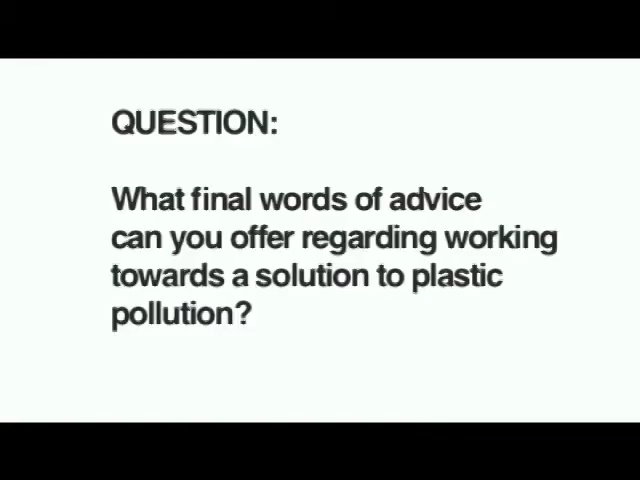 QUESTION:
What final words of advice
can you offer regarding working
towards a solution to plastic
pollution?